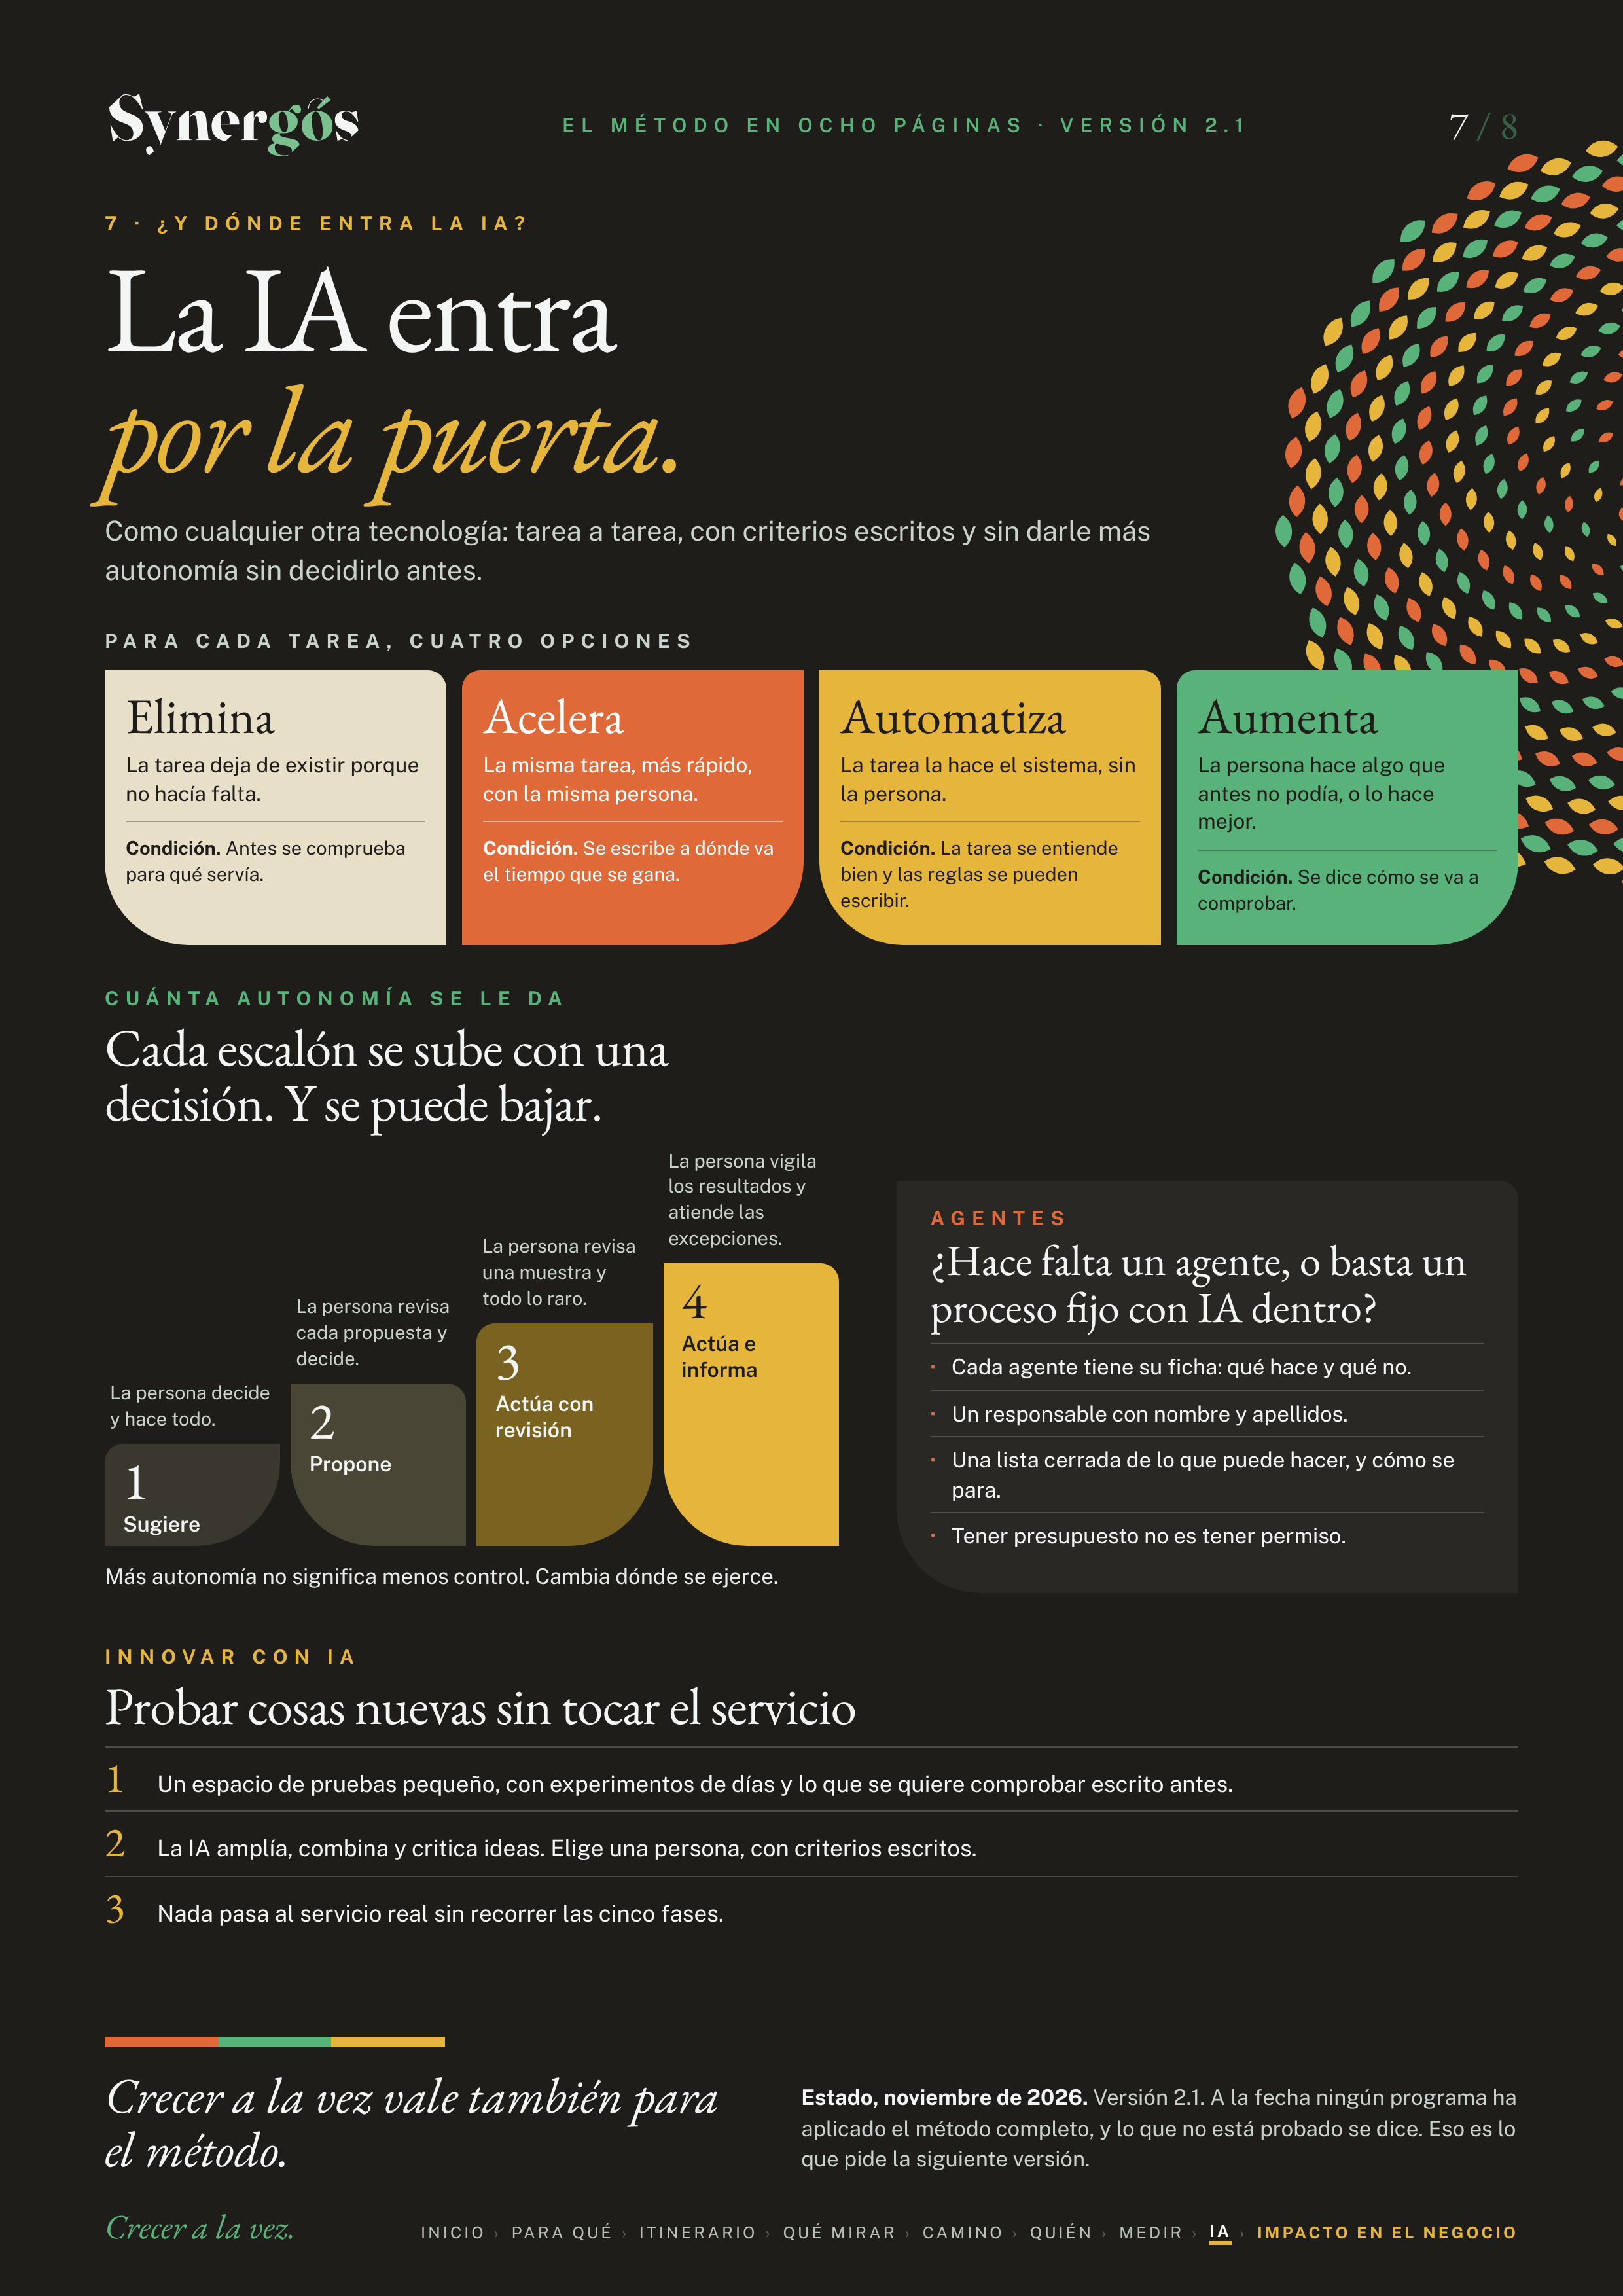 Synergós
EL MÉTODO EN OCHO PÁGINAS · VERSIÓN 2.1
7 / 8
7 · ¿Y DÓNDE ENTRA LA IA?
La IA entra
por la puerta.
Como cualquier otra tecnología: tarea a tarea, con criterios escritos y sin darle más
autonomía sin decidirlo antes.
PARA CADA TAREA, CUATRO OPCIONES
Elimina
La tarea deja de existir porque
no hacía falta.
Condición. Antes se comprueba
para qué servía.
Acelera
La misma tarea, más rápido,
con la misma persona.
Condición. Se escribe a dónde va
el tiempo que se gana.
Automatiza
La tarea la hace el sistema, sin
la persona.
Condición. La tarea se entiende
bien y las reglas se pueden
escribir.
Aumenta
La persona hace algo que
antes no podía, o lo hace
mejor.
Condición. Se dice cómo se va a
comprobar.
CUÁNTA AUTONOMÍA SE LE DA
Cada escalón se sube con una
decisión. Y se puede bajar.
La persona decide
y hace todo.
1
Sugiere
La persona revisa
cada propuesta y
decide.
2
Propone
La persona revisa
una muestra y
todo lo raro.
3
Actúa con
revisión
La persona vigila
los resultados y
atiende las
excepciones.
4
Actúa e
informa
Más autonomía no significa menos control. Cambia dónde se ejerce.
AGENTES
¿Hace falta un agente, o basta un
proceso fijo con IA dentro?
· Cada agente tiene su ficha: qué hace y qué no.
· Un responsable con nombre y apellidos.
· Una lista cerrada de lo que puede hacer, y cómo se
para.
· Tener presupuesto no es tener permiso.
INNOVAR CON IA
Probar cosas nuevas sin tocar el servicio
1 Un espacio de pruebas pequeño, con experimentos de días y lo que se quiere comprobar escrito antes.
2 La IA amplía, combina y critica ideas. Elige una persona, con criterios escritos.
3 Nada pasa al servicio real sin recorrer las cinco fases.
Crecer a la vez vale también para
el método.
Estado, noviembre de 2026. Versión 2.1. A la fecha ningún programa ha
aplicado el método completo, y lo que no está probado se dice. Eso es lo
que pide la siguiente versión.
Crecer a la vez.
INICIO › PARA QUÉ › ITINERARIO › QUÉ MIRAR › CAMINO › QUIÉN › MEDIR › IA › IMPACTO EN EL NEGOCIO